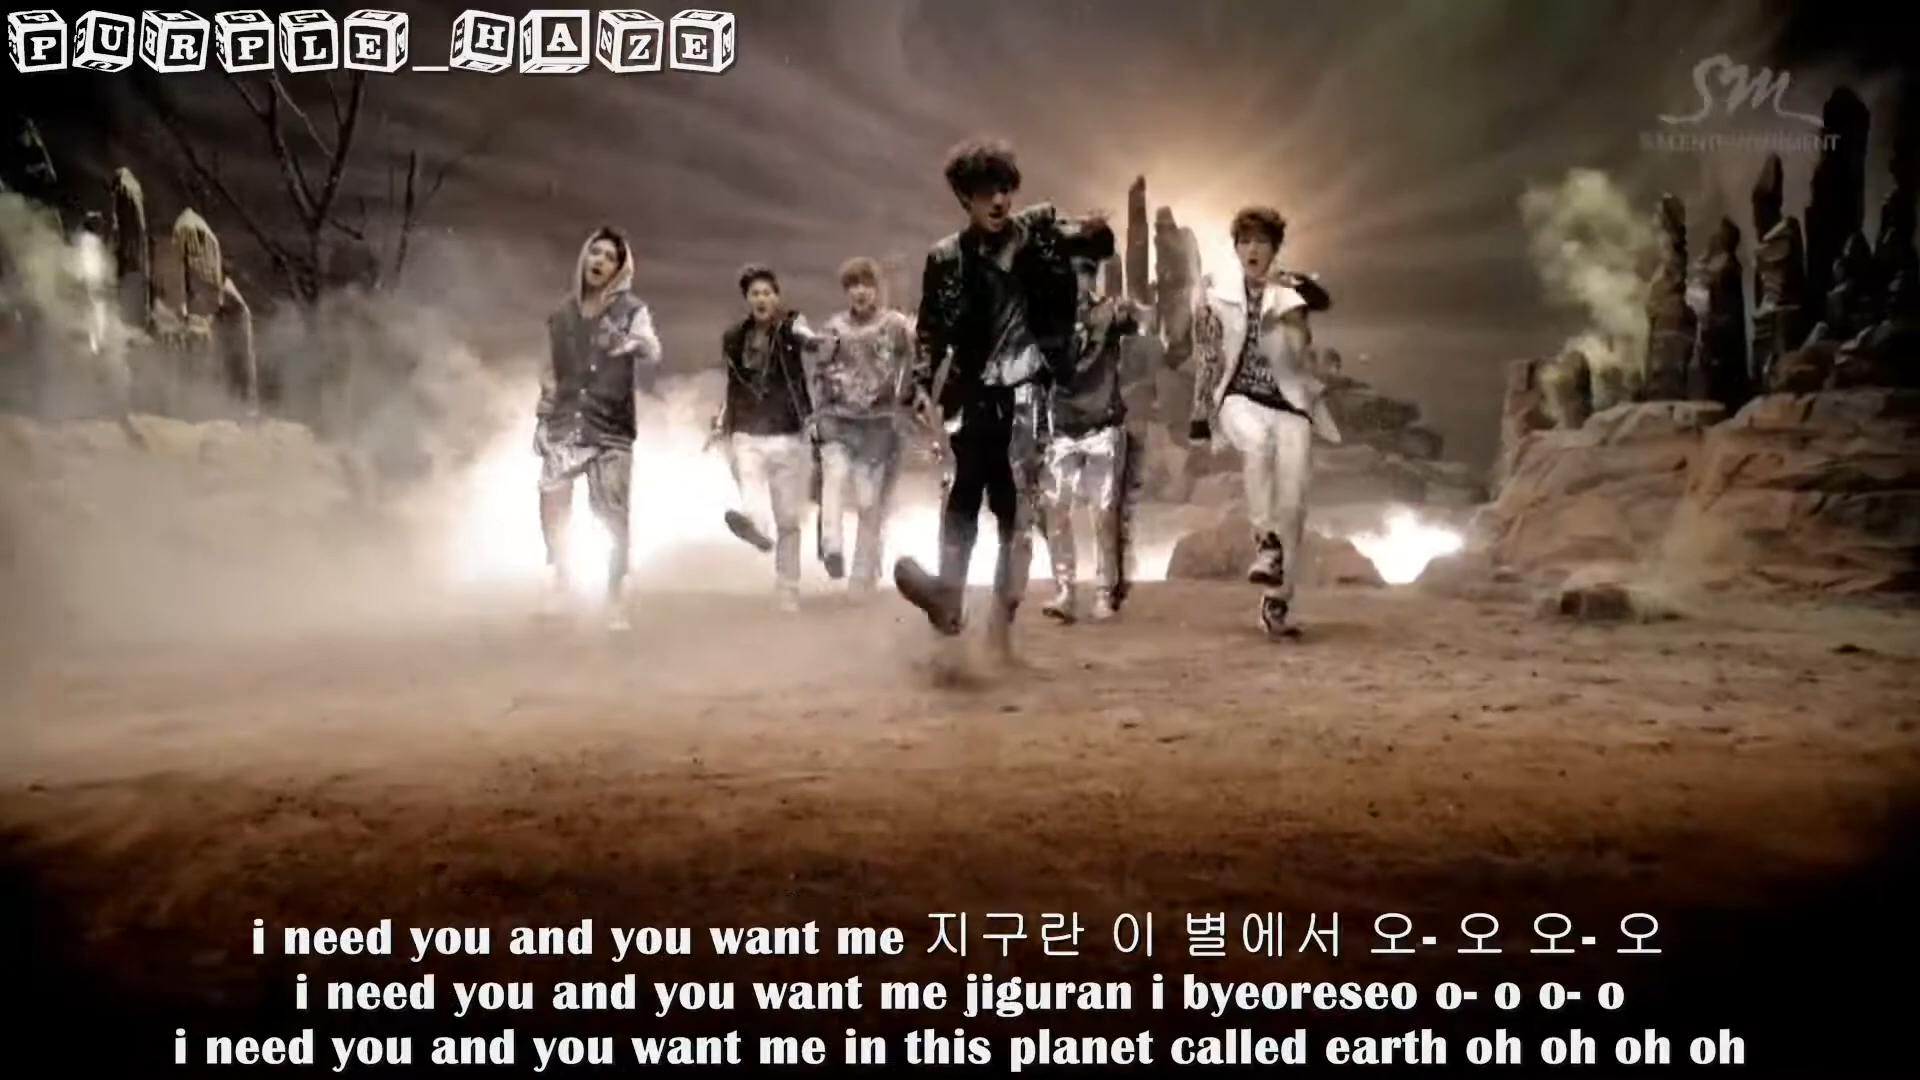 PURPLE_HAZE
SM
S.M.ENTERTAINMENT
i need you and you want me 지구란 이 별에서 오- 오 오- 오
i need you and you want me jiguran i byeoreseo o- o o- o
i need you and you want me in this planet called earth oh oh oh oh